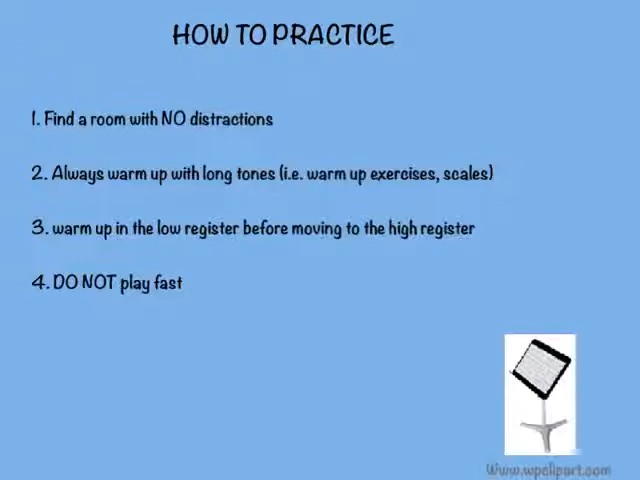 HOW TO PRACTICE
1. Find a room with NO distractions
2. Always warm up with long tones (i.e. warm up exercises, scales)
3. warm up in the low register before moving to the high register
4. DO NOT play fast
Www.wpclipart.com